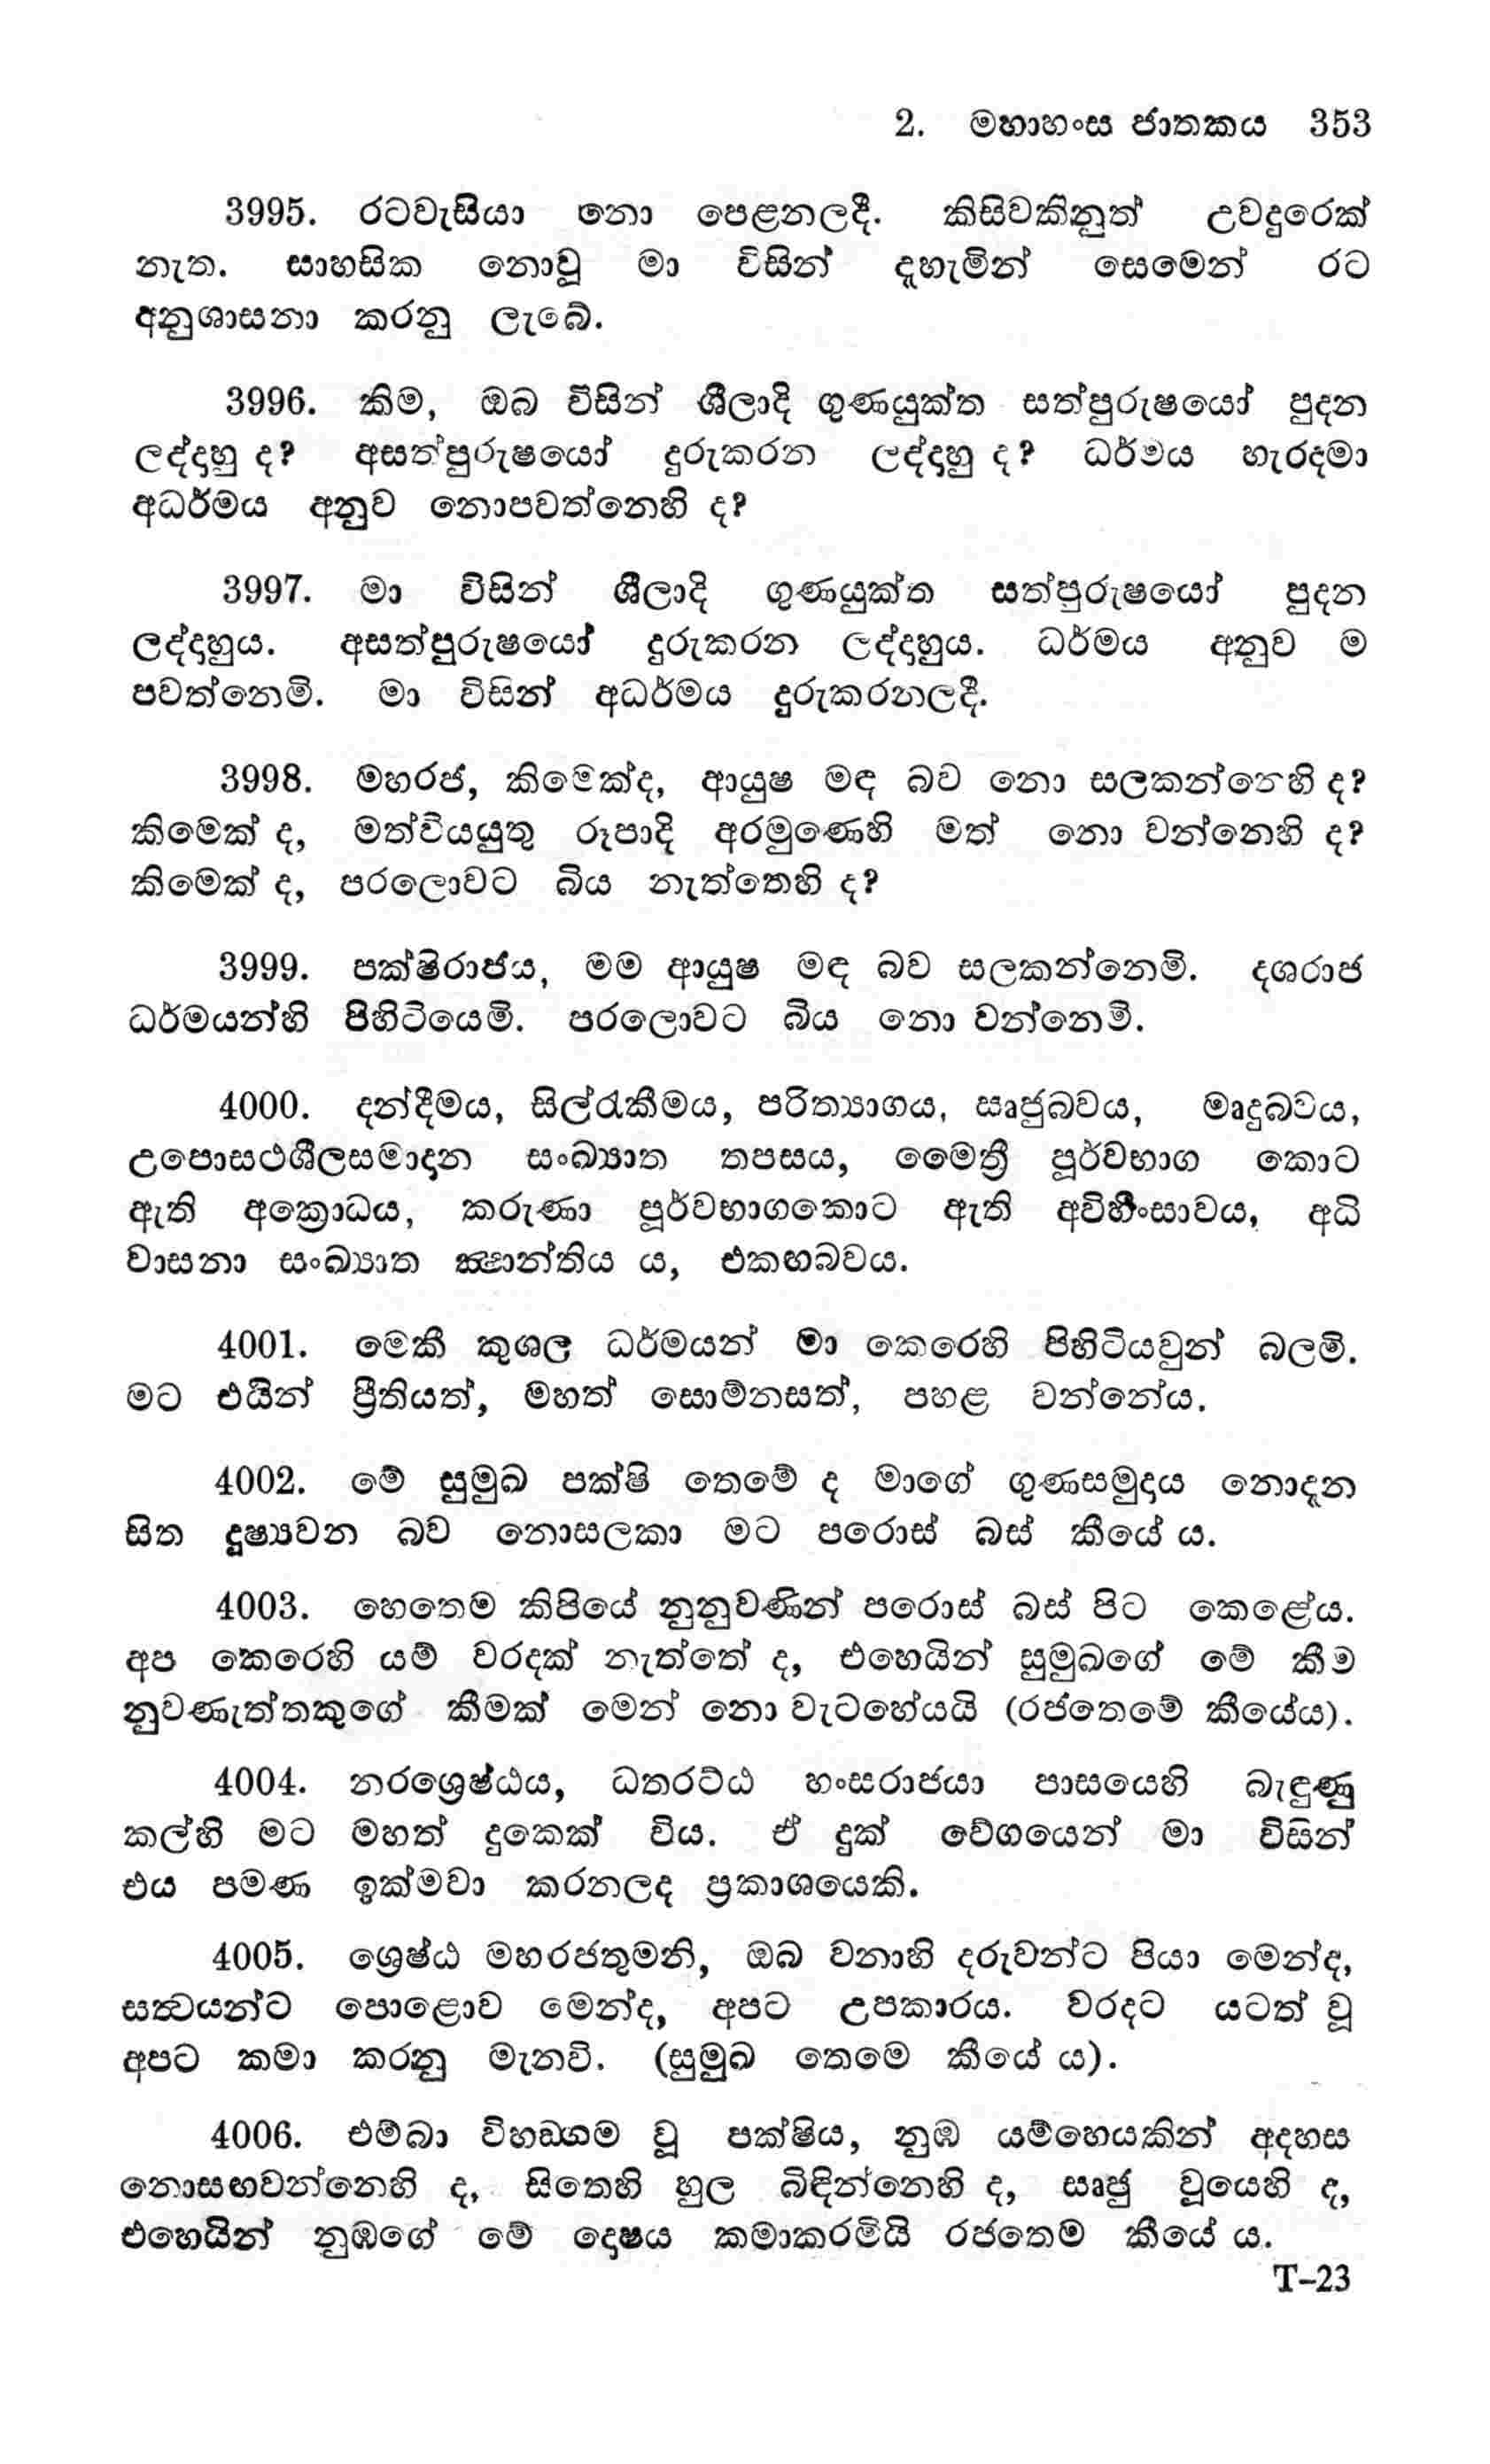 2. මහාහංස ජාතකය 353
3995. රටවැසියා නො පෙළනලදී. කිසිවකිනුත් උවදුරෙක්
නැත. සාහසික නොවූ මා විසින් දැහැමින් සෙමෙන් රට
අනුශාසනා කරනු ලැබේ.
3996. කිම, ඔබ විසින් ශීලාදි ගුණයුක්ත සත්පුරුෂයෝ පුදන
ලද්දාහු ද? අසත්පුරුෂයෝ දුරුකරන ලද්දාහු ද? ධර්මය හැරදමා
අධර්මය අනුව නොපවත්නෙහි ද?
3997. මා විසින් ශීලාදි ගුණයුක්ත සත්පුරුෂයෝ පුදන
ලද්දාහුය. අසත්පුරුෂයෝ දුරුකරන ලද්දාහුය. ධර්මය අනුව ම
පවත්නෙමි. මා විසින් අධර්මය දුරුකරනලදී.
3998. මහරජ, කිමෙක්ද, ආයුෂ මඳ බව නො සලකන්නෙහි ද?
කිමෙක් ද, මත්වියයුතු රූපාදි අරමුණෙහි මත් නො වන්නෙහි ද?
කිමෙක් ද, පරලොවට බිය නැත්තෙහි ද?
3999. පක්ෂිරාජය, මම ආයුෂ මඳ බව සලකන්නෙමි. දශරාජ
ධර්මයන්හි පිහිටියෙමි. පරලොවට බිය නො වන්නෙමි.
4000. දන්දීමය, සිල්රැකීමය, පරිත්‍යාගය, ඍජුබවය, මෘදුබවය,
උපොසථශීලසමාදාන සංඛ්‍යාත තපසය, මෛත්‍රී පූර්වභාග කොට
ඇති අක්‍රොධය, කරුණා පූර්වභාගකොට ඇති අවිහිංසාවය, අධි
වාසනා සංඛ්‍යාත ක්‍ෂාන්තිය ය, එකඟබවය.
4001. මෙකී කුශල ධර්මයන් මා කෙරෙහි පිහිටියවුන් බලමි.
මට එයින් ප්‍රීතියත්, මහත් සොම්නසත්, පහළ වන්නේය.
4002. මේ සුමුඛ පක්ෂි තෙමේ ද මාගේ ගුණසමුදාය නොදැන
සිත දූෂ්‍යවන බව නොසලකා මට පරොස් බස් කීයේ ය.
4003. හෙතෙම කිපියේ නුනුවණින් පරොස් බස් පිට කෙළේය.
අප කෙරෙහි යම් වරදක් නැත්තේ ද, එහෙයින් සුමුඛගේ මේ කීම
නුවණැත්තකුගේ කීමක් මෙන් නො වැටහේයයි (රජතෙමේ කීයේය).
4004. නරශ්‍රෙෂ්ඨය, ධතරට්ඨ හංසරාජයා පාසයෙහි බැඳුණු
කල්හි මට මහත් දුකෙක් විය. ඒ දුක් වේගයෙන් මා විසින්
එය පමණ ඉක්මවා කරනලද ප්‍රකාශයෙකි.
4005. ශ්‍රෙෂ්ඨ මහරජතුමනි, ඔබ වනාහි දරුවන්ට පියා මෙන්ද,
සත්‍වයන්ට පොළොව මෙන්ද, අපට උපකාරය. වරදට යටත් වූ
අපට කමා කරනු මැනවි. (සුමුඛ තෙමෙ කීයේ ය).
4006. එම්බා විහඞ්ගම වූ පක්ෂිය, නුඹ යම්හෙයකින් අදහස
නොසඟවන්නෙහි ද, සිතෙහි හුල බිඳින්නෙහි ද, ඍජු වූයෙහි ද,
එහෙයින් නුඹගේ මේ දොෂය කමාකරමියි රජතෙම කීයේ ය.
T-23